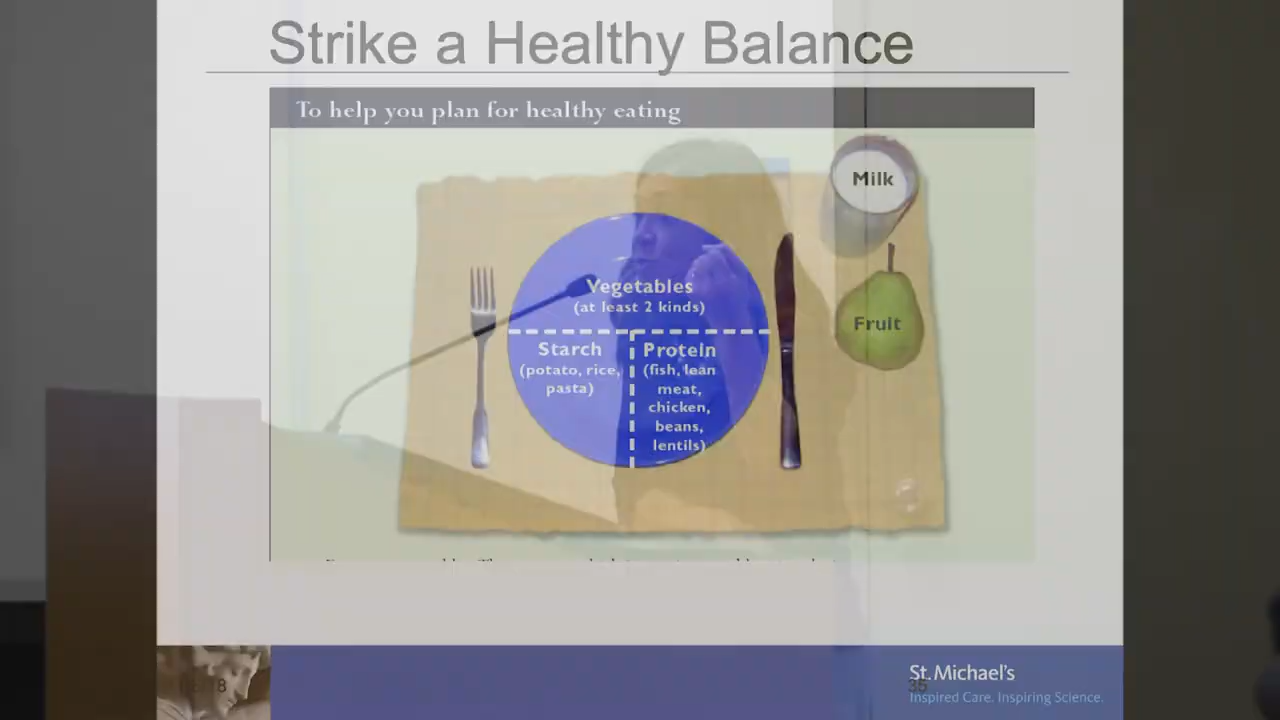 Strike a Healthy Balance
To help you plan for healthy eating
Milk
Vegetables
(at least 2 kinds)
Fruit
Starch
(potato, rice,
pasta)
Protein
(fish, lean
meat,
chicken,
beans,
lentils)
St. Michael's
35
Inspired Care. Inspiring Science.